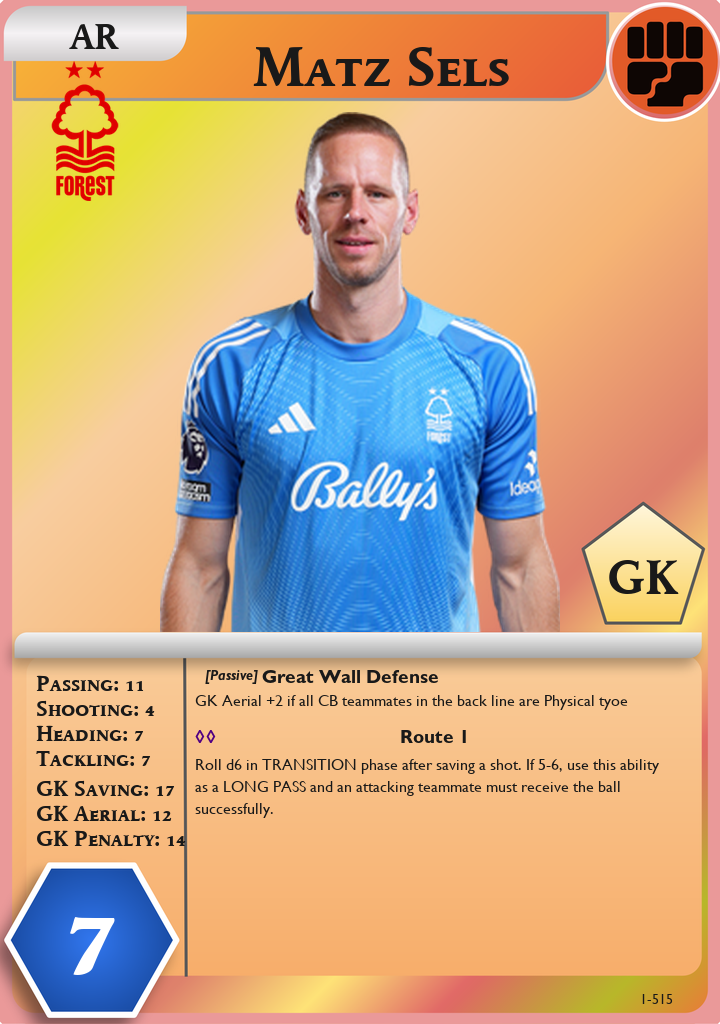 AR
Matz Sels
FOREST
FOREST
Bally's
GK
Passing: 11
Shooting: 4
Heading: 7
Tackling: 7
GK Saving: 17
GK Aerial: 12
GK Penalty: 14
7
[Passive] Great Wall Defense
GK Aerial +2 if all CB teammates in the back line are Physical tyoe
Route 1
Roll d6 in TRANSITION phase after saving a shot. If 5-6, use this ability
as a LONG PASS and an attacking teammate must receive the ball
successfully.
1-515